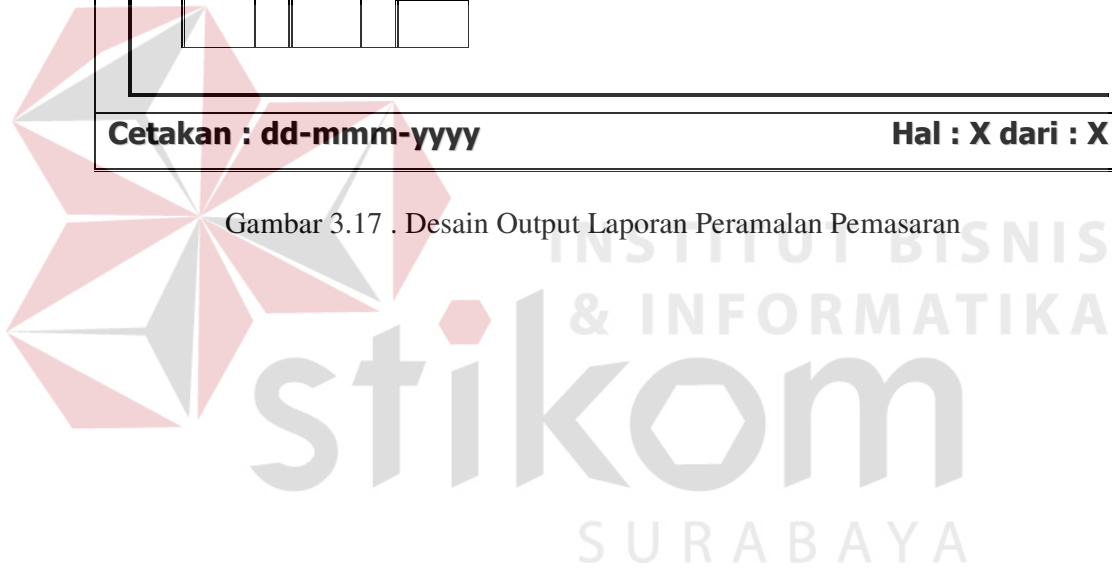 Cetakan : dd-mmm-yyyy Hal : X dari : X
Gambar 3.17 . Desain Output Laporan Peramalan Pemasaran
INSTITUT BISNIS
& INFORMATIKA
stikom
SURABAYA